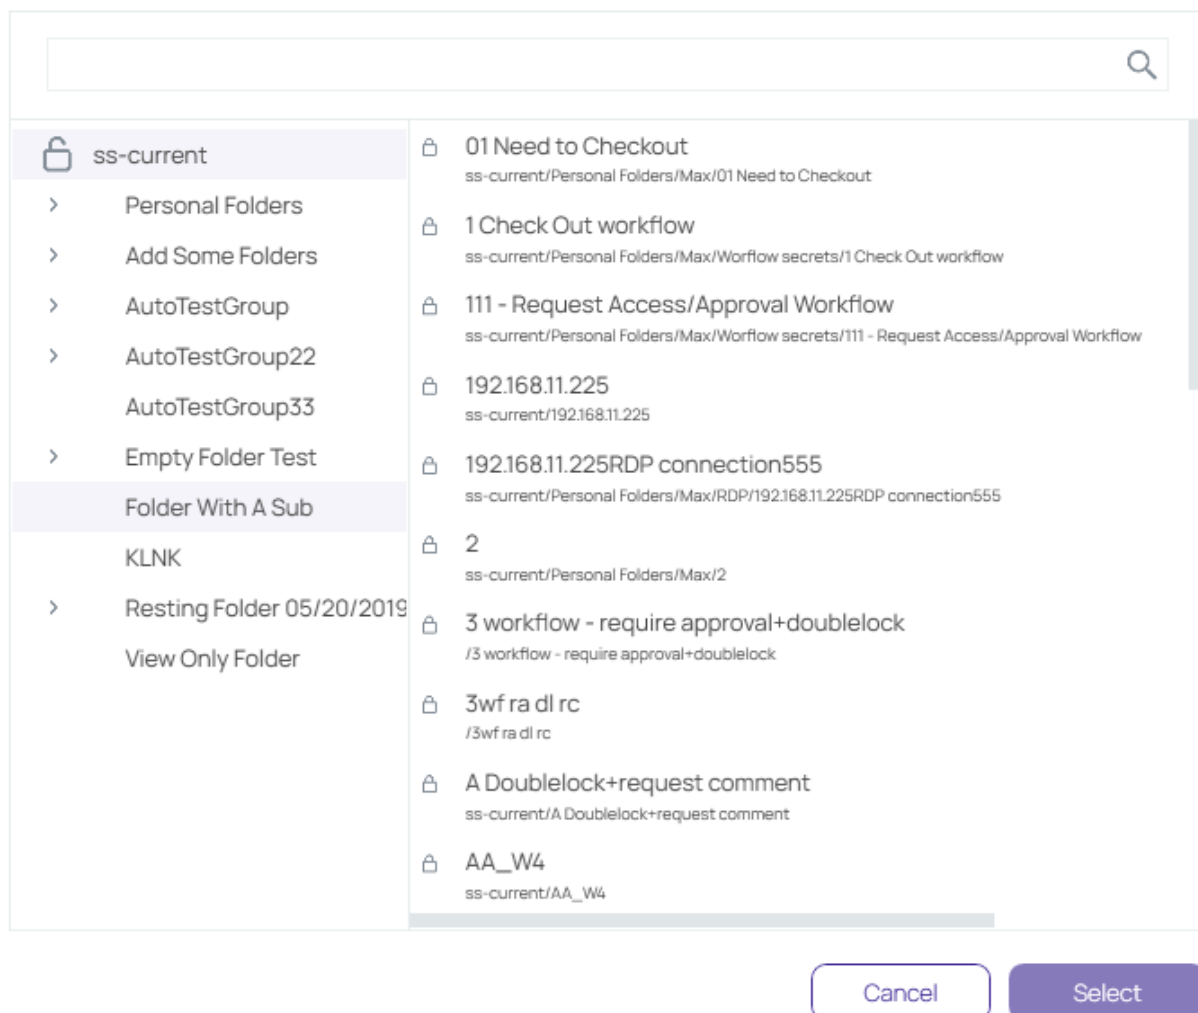 ss-current
Personal Folders
Add Some Folders
AutoTestGroup
AutoTestGroup22
AutoTestGroup33
Empty Folder Test
Folder With A Sub
KLNK
Resting Folder 05/20/2019
View Only Folder
01 Need to Checkout
ss-current/Personal Folders/Max/01 Need to Checkout
1 Check Out workflow
ss-current/Personal Folders/Max/Worflow secrets/1 Check Out workflow
111 - Request Access/Approval Workflow
ss-current/Personal Folders/Max/Worflow secrets/111 - Request Access/Approval Workflow
192.168.11.225
ss-current/192.168.11.225
192.168.11.225RDP connection555
ss-current/Personal Folders/Max/RDP/192.168.11.225RDP connection555
2
ss-current/Personal Folders/Max/2
3 workflow - require approval+doublelock
/3 workflow - require approval+doublelock
3wf ra dl rc
/3wf ra dl rc
A Doublelock+request comment
ss-current/A Doublelock+request comment
AA_W4
ss-current/AA_W4
Cancel
Select